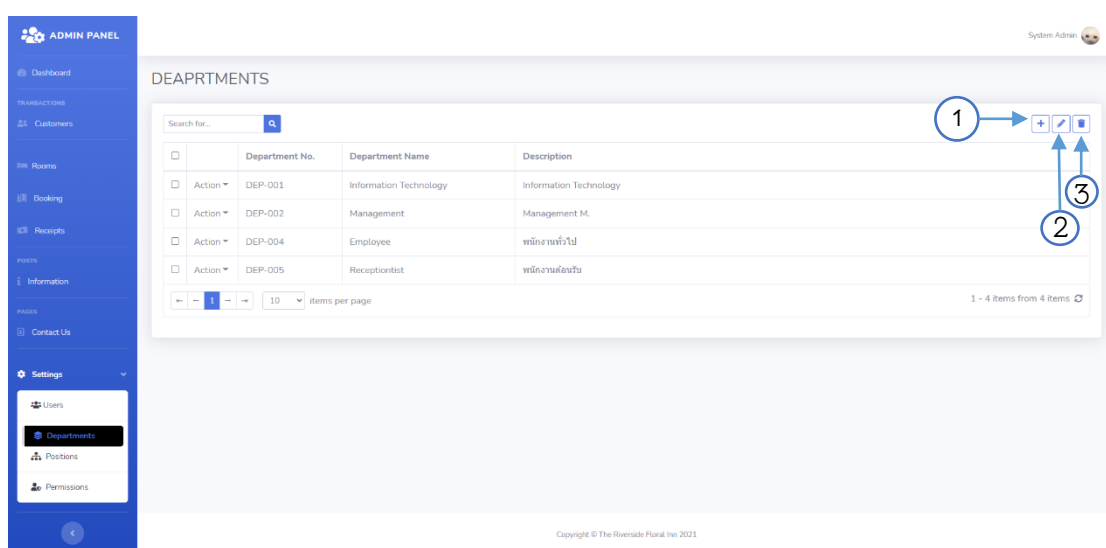 ADMIN PANEL
System Admin
Dashboard
DEAPRTMENTS
TRANSACTIONS
Customers
Search for...
1
Department No. Department Name Description
Rooms
Action DEP-001 Information Technology Information Technology
3
Booking
Action DEP-002 Management Management M.
2
Receipts
Action DEP-004 Employee พนักงานทั่วไป
POSTS
Action DEP-005 Receptiontist พนักงานต้อนรับ
Information
1 10 items per page 1 - 4 items from 4 items
PAGES
Contact Us
Settings
Users
Departments
Positions
Permissions
Copyright © The Riverside Floral Inn 2021